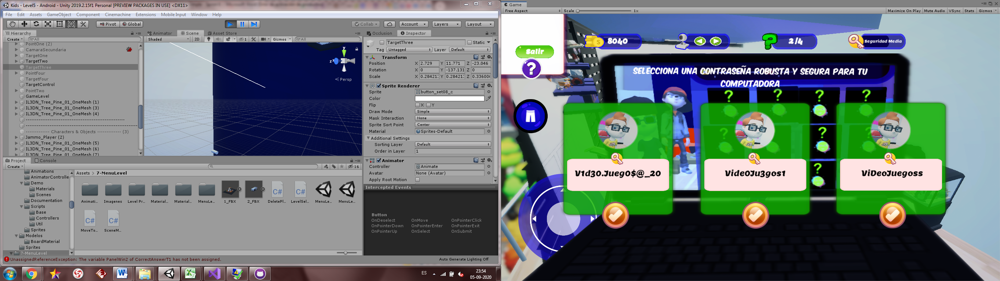 Kids - Level5 - Android - Unity 2019.2.15f1 Personal [PREVIEW PACKAGES IN USE] <DX11>
File Edit Assets GameObject Component Cinemachine Extensions Mobile Input Window Help
Pivot Global Collab Account Layers Layout
Hierarchy
Create All
PointOne (2)
CamaraSecundaria
TargetOne
TargetTwo
TargetThree
PointFour
TargetFour
TargetControl
PointTwo
GameLevel
IL3DN_Tree_Pine_01_OneMesh (1)
IL3DN_Tree_Pine_01_OneMesh (3)
IL3DN_Tree_Pine_01_OneMesh (4)
Characters & Objects ------------ (3)
Jammo_Player (2)
IL3DN_Tree_Pine_01_OneMesh (5)
IL3DN_Tree_Pine_01_OneMesh (6)
IL3DN_Tree_Pine_01_OneMesh (7)
Animator Scene Asset Store
Shaded 2D 1 Gizmos All
y
z
Persp
Occlusion Inspector
TargetThree Static
Tag Untagged Layer Default
Transform
Position X 2.729 Y 11.771 Z -23.046
Rotation X 0 Y -137.131 Z 0
Scale X 0.28421: Y 0.28421: Z 0.33600
Sprite Renderer
Sprite button_set08_c
Color
Flip X Y
Draw Mode Simple
Mask Interaction None
Sprite Sort Point Center
Material Sprites-Default
Additional Settings
Sorting Layer Default
Order in Layer 1
Animator
Controller Animate
Avatar None (Avatar)
Apply Root Motion
Intercepted Events
Button
OnDeselect OnMove OnPointerClick
OnPointerDown OnPointerEnter OnPointerExit
OnPointerUp OnSelect OnSubmit
Project Console
Create 16
Animations
AnimatorControlle
Demo
Materials
Scenes
Documentation
Scripts
Base
Controllers
Util
Sprites
Modelos
BoardMaterial
Sprites
7-MenuLevel
Assets > 7-MenuLevel
Animati... Imagenes Level Pr... Material... Material... MenuLe... 1_FBX 2_FBX DeletePl... LevelSel... MenuLe... MenuLe...
C# C#
C# C#
MoveTo... SceneM...
UnassignedReferenceException: The variable PanelWin2 of CorrectAnswerT1 has not been assigned.
Auto Generate Lighting Off
ES 23:54
05-09-2020
Game
Free Aspect Scale 1x Maximize On Play Mute Audio VSync Stats Gizmos
8040 2/4 Seguridad Media
Salir
?
SELECCIONA UNA CONTRASEÑA ROBUSTA Y SEGURA PARA TU
COMPUTADORA
V1d30.Jueg0$@_20 Vide0Ju3gos1 ViDeoJuegoss